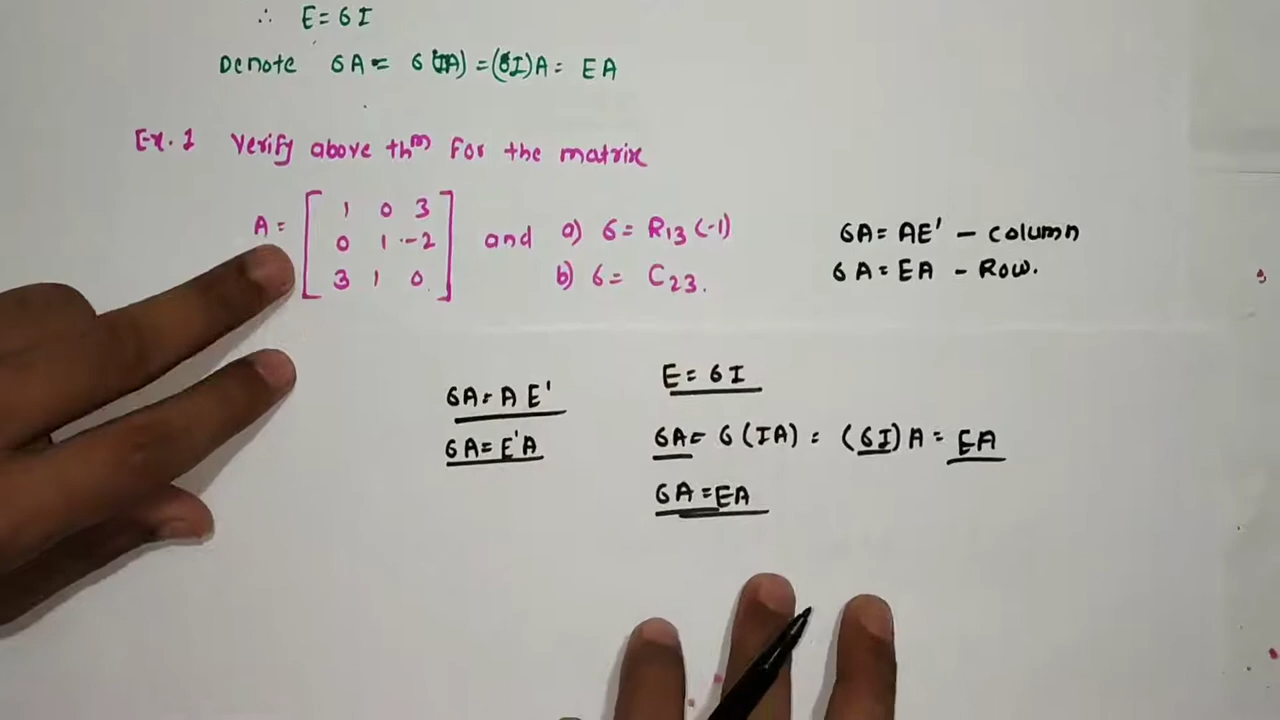 ∴ E = 6 I
Denote 6A = 6 (IA) = (6I)A = EA
Ex. 1 Verify above thm for the matrix
A = [ 1 0 3
0 1 -2
3 1 0 ]
and a) 6 = R13 (-1)
b) 6 = C23.
6A = AE' - column
6A = EA - Row.
6A = A E'
6A = E'A
E = 6 I
6A = 6 (IA) = (6I) A = EA
6A = EA